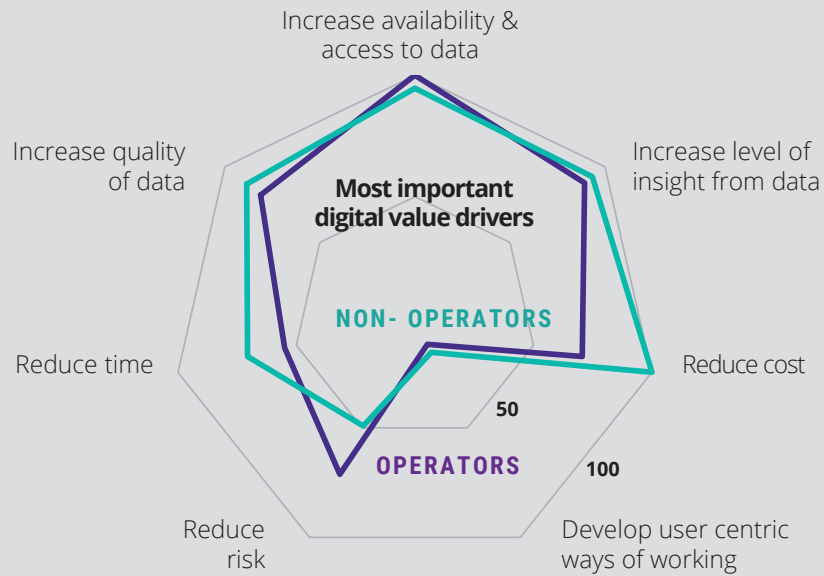 Increase availability &
access to data
Increase quality
of data
Increase level of
insight from data
Most important
digital value drivers
NON- OPERATORS
Reduce time
Reduce cost
50
OPERATORS
100
Reduce
risk
Develop user centric
ways of working